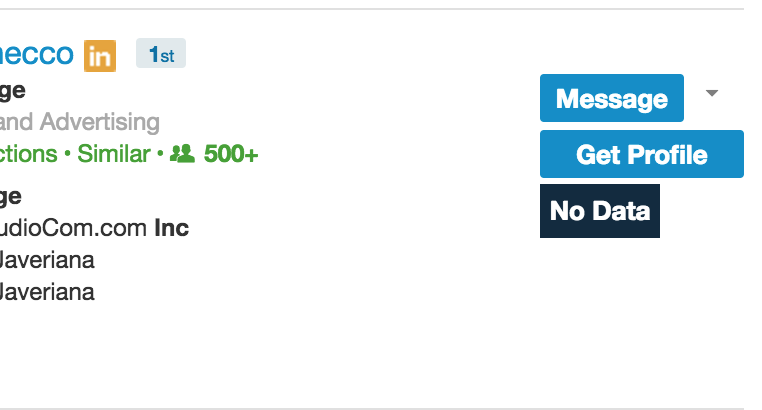 necco in 1st
ge
and Advertising
ctions • Similar • 500+
ge
udioCom.com Inc
Javeriana
Javeriana
Message
Get Profile
No Data